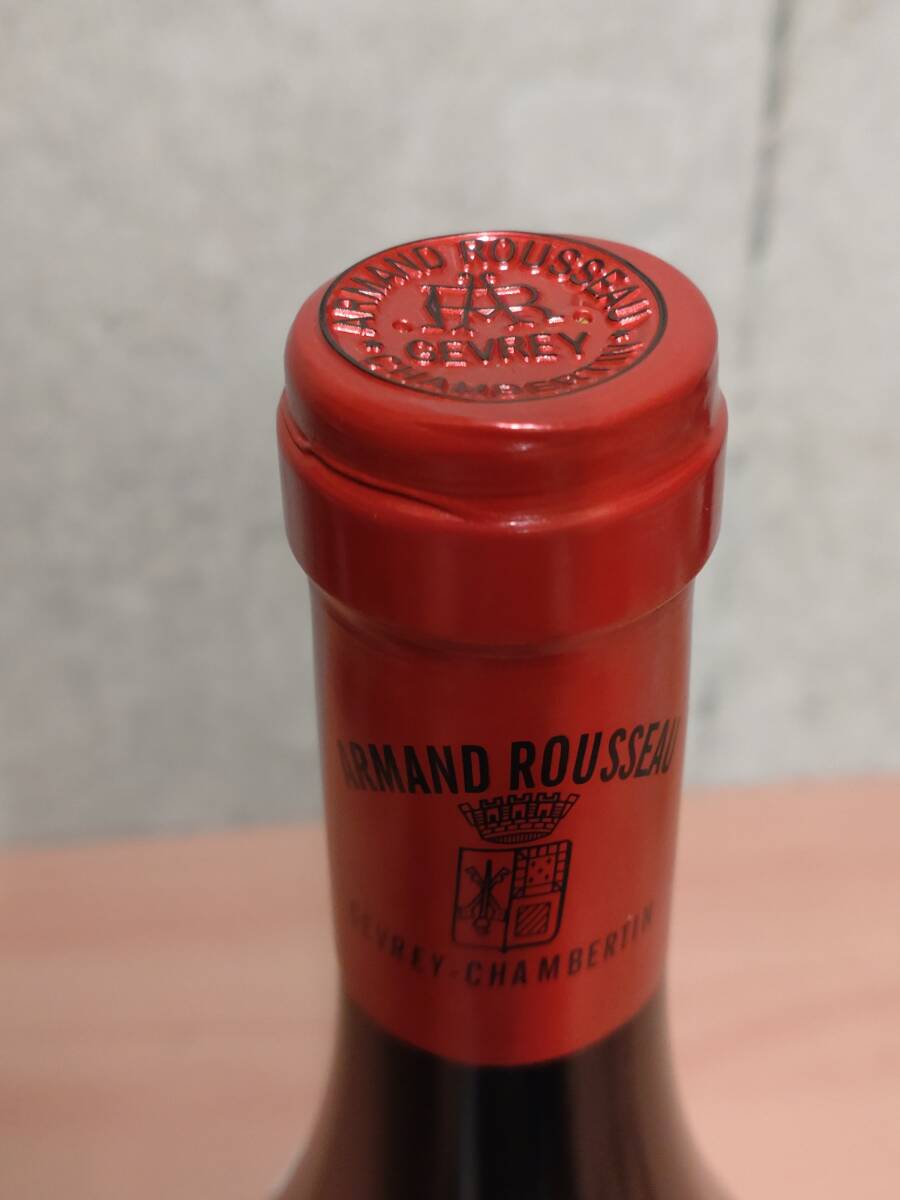 ARMAND ROUSSEAU
AR
GEVREY
CHAMBERTIN
ARMAND ROUSSEAU
GEVREY-CHAMBERTIN